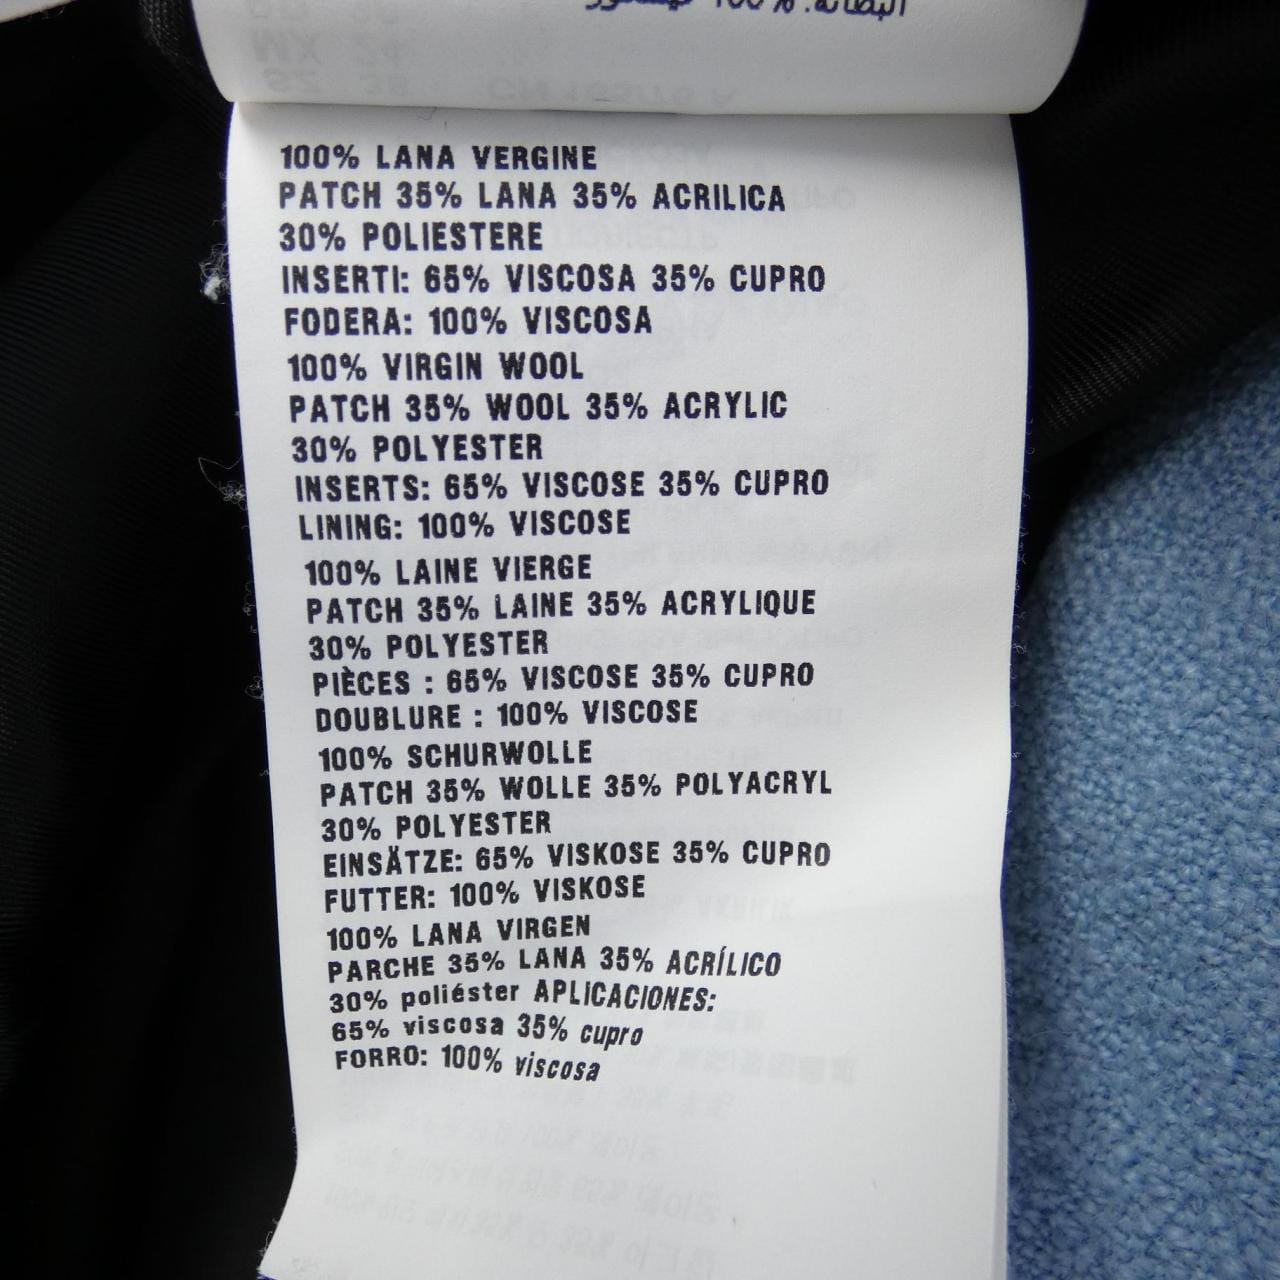 100% LANA VERGINE
PATCH 35% LANA 35% ACRILICA
30% POLIESTERE
INSERTI: 65% VISCOSA 35% CUPRO
FODERA: 100% VISCOSA
100% VIRGIN WOOL
PATCH 35% WOOL 35% ACRYLIC
30% POLYESTER
INSERTS: 65% VISCOSE 35% CUPRO
LINING: 100% VISCOSE
100% LAINE VIERGE
PATCH 35% LAINE 35% ACRYLIQUE
30% POLYESTER
PIÈCES : 65% VISCOSE 35% CUPRO
DOUBLURE : 100% VISCOSE
100% SCHURWOLLE
PATCH 35% WOLLE 35% POLYACRYL
30% POLYESTER
EINSÄTZE: 65% VISKOSE 35% CUPRO
FUTTER: 100% VISKOSE
100% LANA VIRGEN
PARCHE 35% LANA 35% ACRÍLICO
30% poliéster APLICACIONES:
65% viscosa 35% cupro
FORRO: 100% viscosa